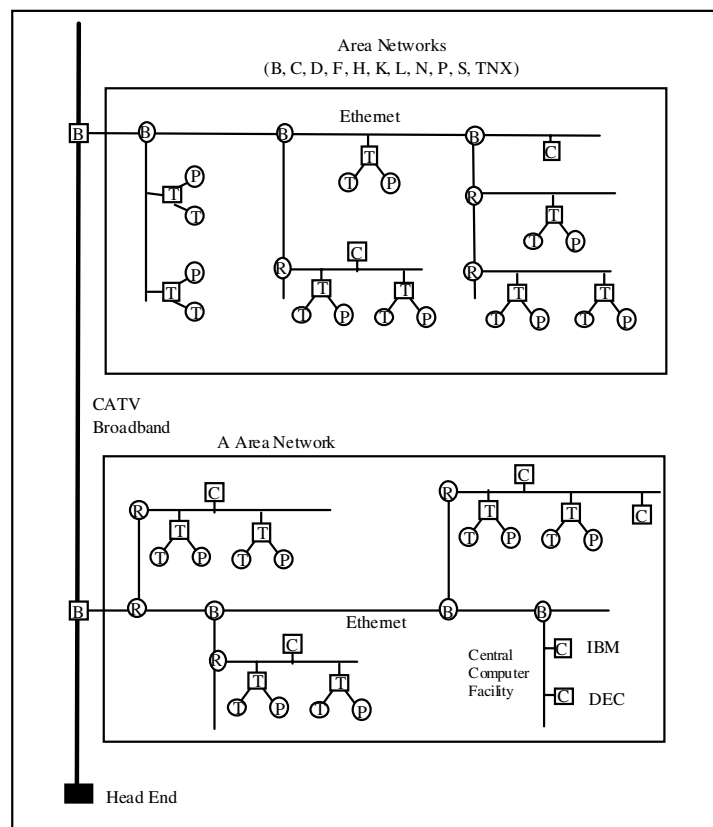 Area Networks
(B, C, D, F, H, K, L, N, P, S, TNX)
Ethernet
B B B B
C
T
T P
P
T
T
R
T
T P
C
R
R
P
T
T
T T
T P T P
T T
T P T P
CATV
Broadband
A Area Network
C
R
T T
T P T P
C
R
T T
C
T P T P
B R B B B
Ethernet
C
R
T T
T P T P
Central
Computer
Facility
C IBM
C DEC
Head End